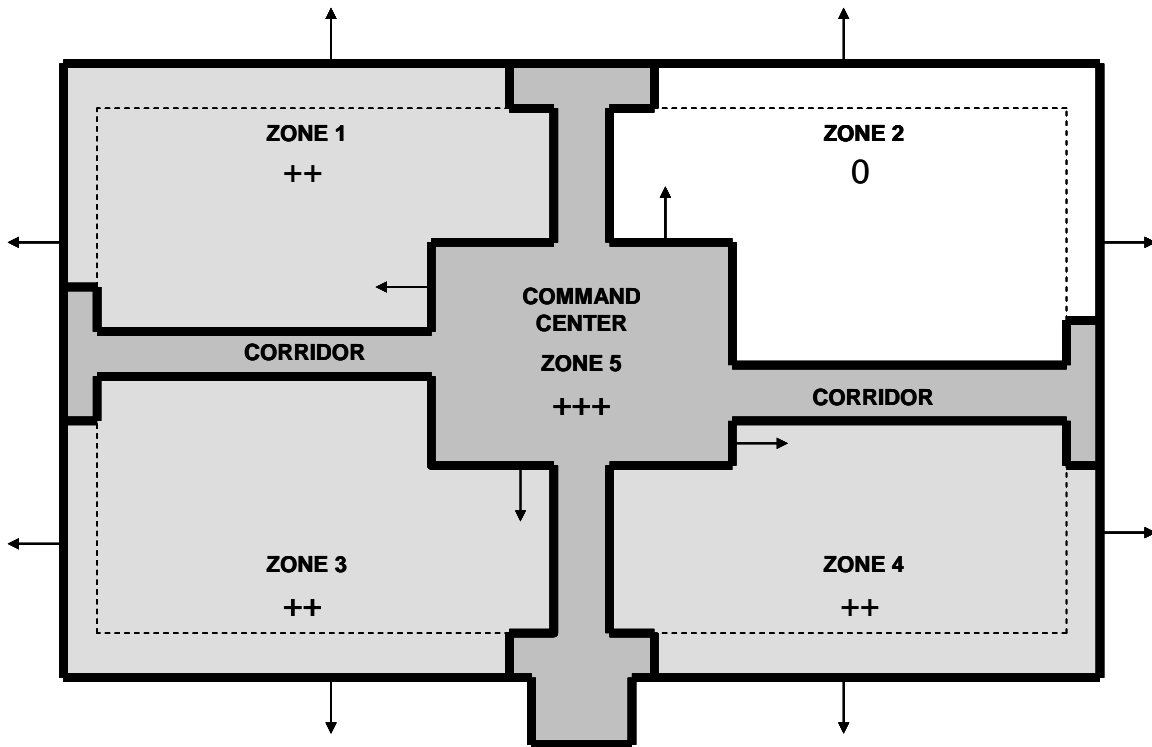 ZONE 1
++
ZONE 2
0
COMMAND
CENTER
ZONE 5
+++
CORRIDOR
CORRIDOR
ZONE 3
++
ZONE 4
++